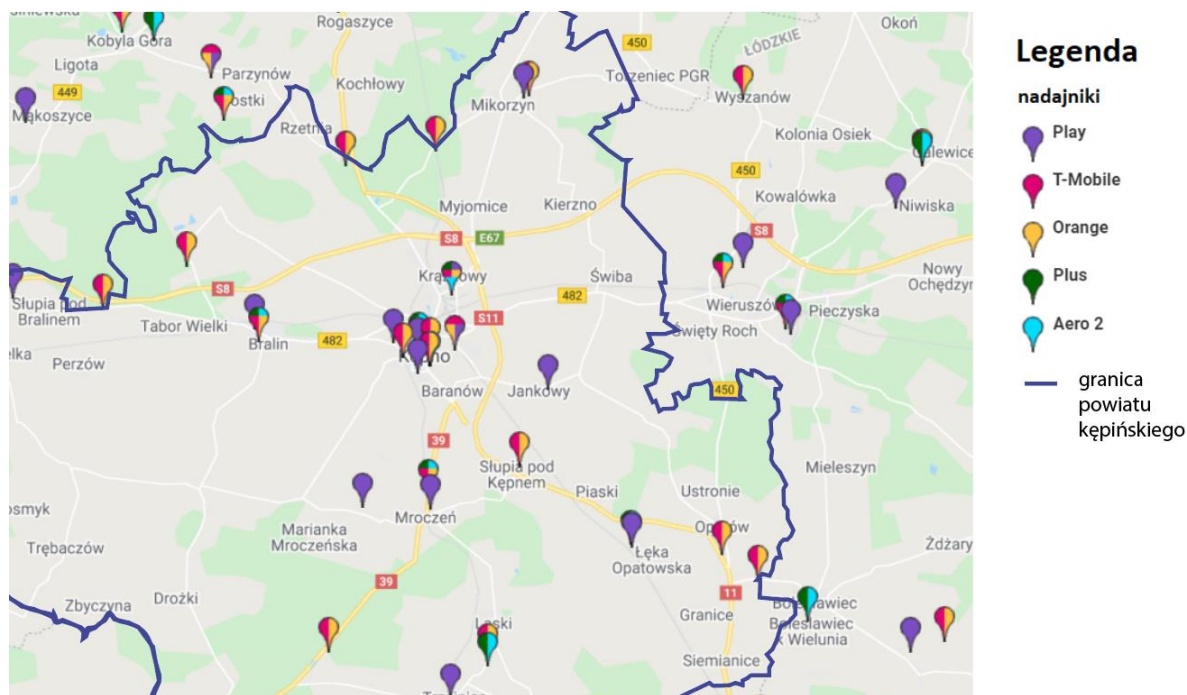 Rogaszyce
Okoń
Kobyla Góra
450
ŁÓDZKIE
Ligota
Parzynów
Kochłowy
Torzeniec PGR
449
Mikorzyn
Wyszanów
Mąkoszyce
Rzetnia
Kolonia Osiek
450
Myjomice
Kierzno
Kowalówka
Niwiska
S8
E67
S8
Świba
Nowy
Ochędzyn
S8
482
Wieruszów
Słupia pod
Bralinem
S11
Pieczyska
Tabor Wielki
482
Święty Roch
Bralin
Perzów
Baranów
Jankowy
450
39
Słupia pod
Kępnem
Mieleszyn
Piaski
Ustronie
Mroczeń
Marianka
Mroczeńska
Trębaczów
Łęka
Opatowska
Żdżary
39
11
Zbyczyna
Drożki
Granice
Bolesławiec
k Wielunia
Siemianice
Legenda
nadajniki
Play
T-Mobile
Orange
Plus
Aero 2
granica
powiatu
kępińskiego